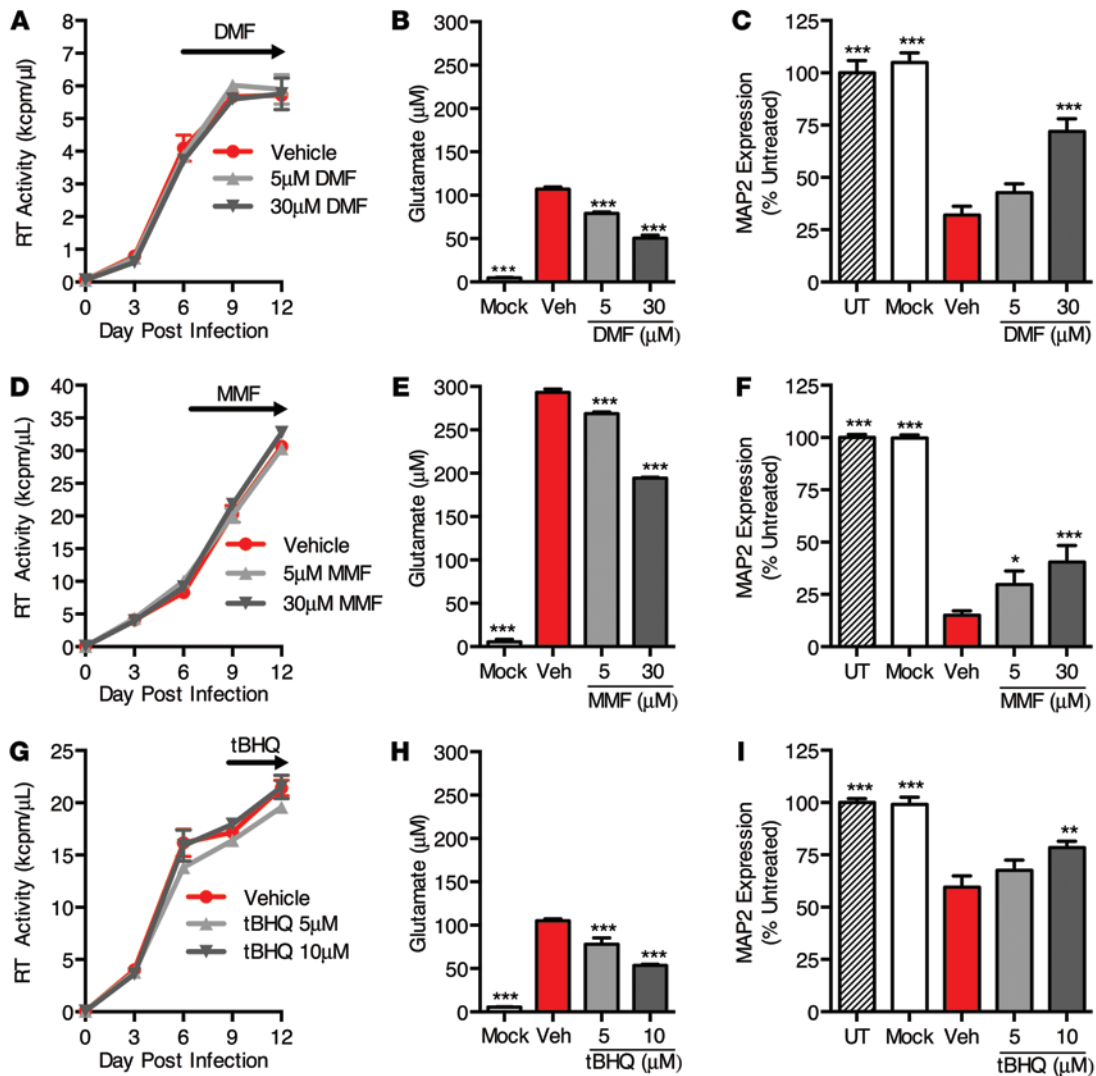 A
DMF
RT Activity (kcpm/µl)
8
7
6
5
4
3
2
1
0
Vehicle
5µM DMF
30µM DMF
0 3 6 9 12
Day Post Infection
B
Glutamate (µM)
300
250
200
150
100
50
0
***
***
***
Mock Veh 5 30
DMF (µM)
C
MAP2 Expression
(% Untreated)
125
100
75
50
25
0
***
***
***
UT Mock Veh 5 30
DMF (µM)
D
MMF
RT Activity (kcpm/µL)
40
35
30
25
20
15
10
5
0
Vehicle
5µM MMF
30µM MMF
0 3 6 9 12
Day Post Infection
E
Glutamate (µM)
300
250
200
150
100
50
0
***
***
***
Mock Veh 5 30
MMF (µM)
F
MAP2 Expression
(% Untreated)
125
100
75
50
25
0
***
***
*
***
UT Mock Veh 5 30
MMF (µM)
G
tBHQ
RT Activity (kcpm/µL)
25
20
15
10
5
0
Vehicle
tBHQ 5µM
tBHQ 10µM
0 3 6 9 12
Day Post Infection
H
Glutamate (µM)
300
250
200
150
100
50
0
***
***
***
Mock Veh 5 10
tBHQ (µM)
I
MAP2 Expression
(% Untreated)
125
100
75
50
25
0
***
***
**
UT Mock Veh 5 10
tBHQ (µM)